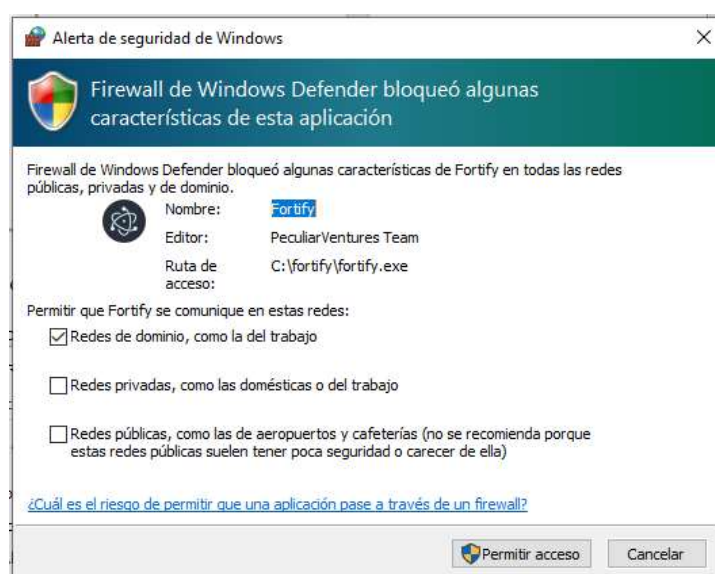 Alerta de seguridad de Windows
Firewall de Windows Defender bloqueó algunas
características de esta aplicación
Firewall de Windows Defender bloqueó algunas características de Fortify en todas las redes
públicas, privadas y de dominio.
Nombre: Fortify
Editor: PeculiarVentures Team
Ruta de C:\fortify\fortify.exe
acceso:
Permitir que Fortify se comunique en estas redes:
Redes de dominio, como la del trabajo
Redes privadas, como las domésticas o del trabajo
Redes públicas, como las de aeropuertos y cafeterías (no se recomienda porque
estas redes públicas suelen tener poca seguridad o carecer de ella)
¿Cuál es el riesgo de permitir que una aplicación pase a través de un firewall?
Permitir acceso Cancelar